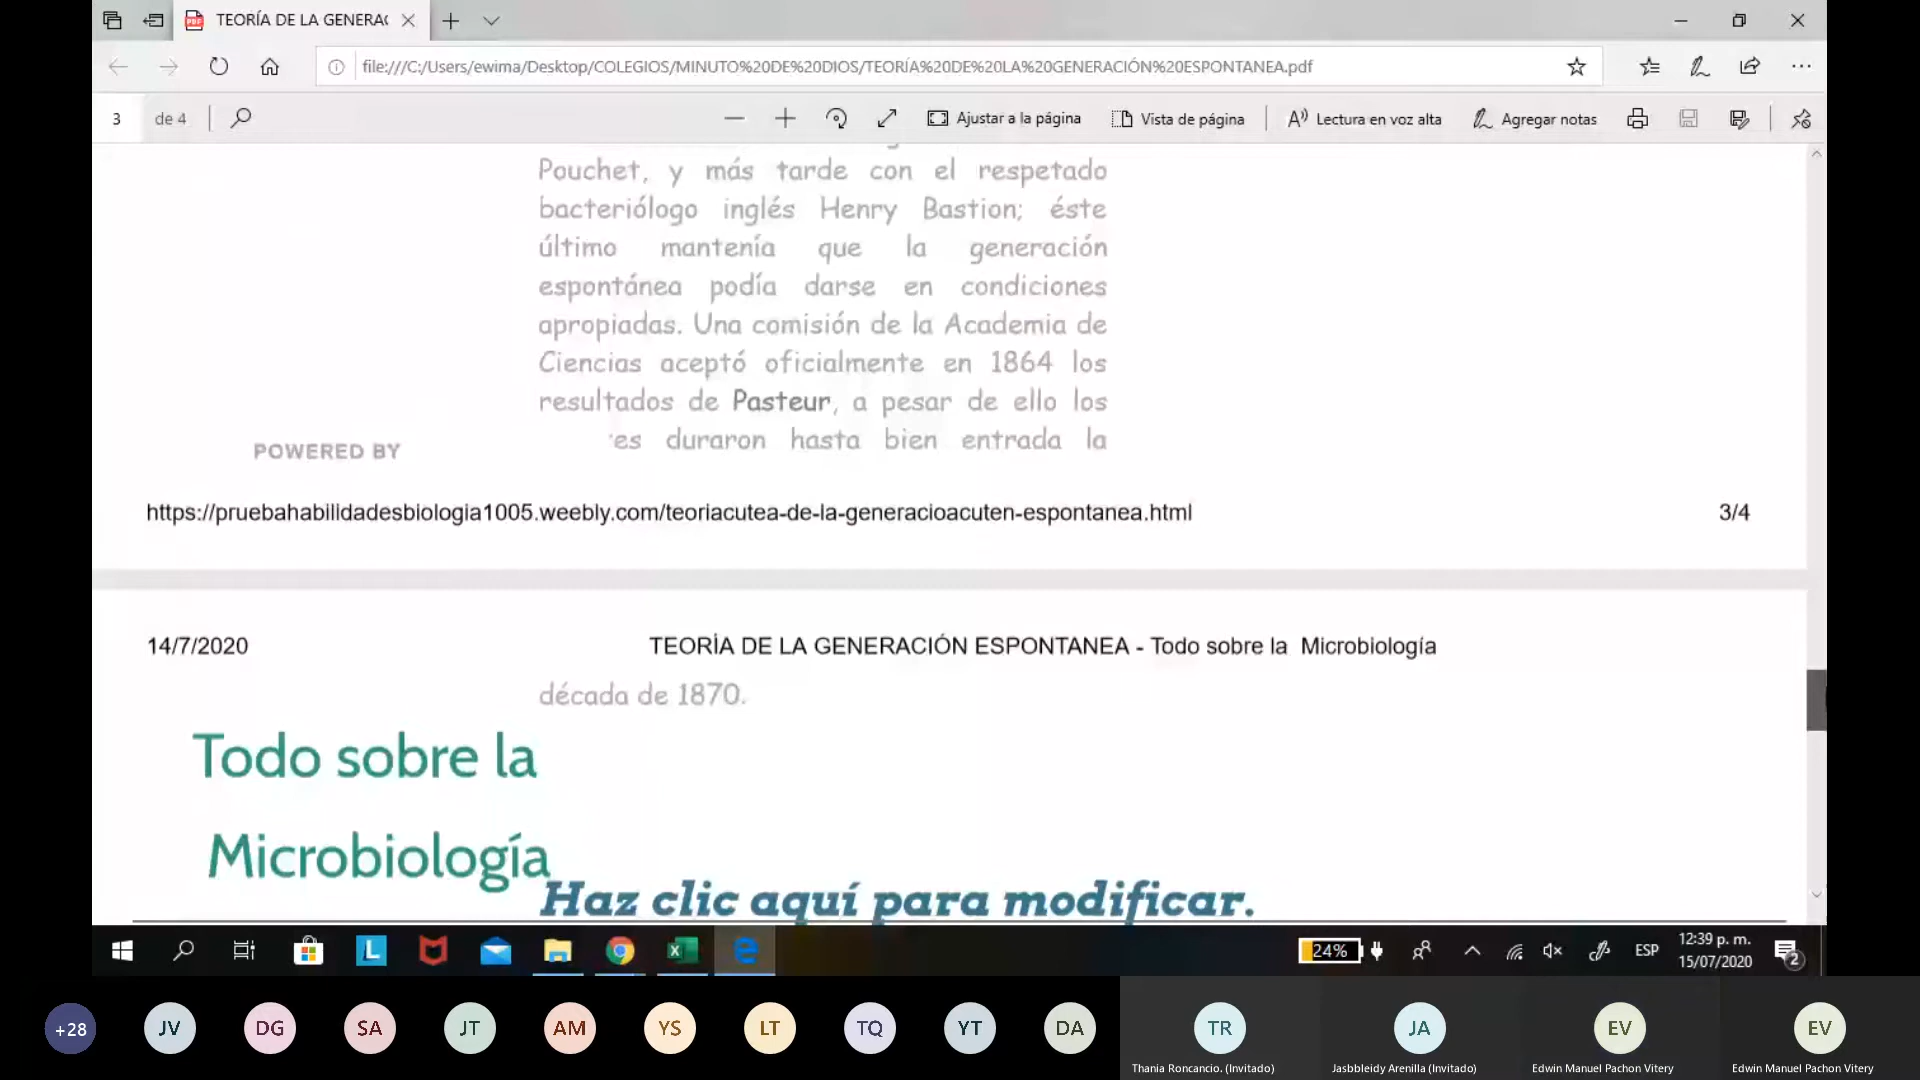 TEORÍA DE LA GENERAC
file:///C:/Users/ewima/Desktop/COLEGIOS/MINUTO%20DE%20DIOS/TEORÍA%20DE%20LA%20GENERACIÓN%20ESPONTANEA.pdf
3 de 4
Ajustar a la página
Vista de página
Lectura en voz alta
Agregar notas
Pouchet, y más tarde con el respetado
bacteriólogo inglés Henry Bastion; éste
último mantenía que la generación
espontánea podía darse en condiciones
apropiadas. Una comisión de la Academia de
Ciencias aceptó oficialmente en 1864 los
resultados de Pasteur, a pesar de ello los
es duraron hasta bien entrada la
POWERED BY
https://pruebahabilidadesbiologia1005.weebly.com/teoriacutea-de-la-generacioacuten-espontanea.html 3/4
14/7/2020 TEORÍA DE LA GENERACIÓN ESPONTANEA - Todo sobre la Microbiología
década de 1870.
Todo sobre la
Microbiología
Haz clic aquí para modificar.
24%
ESP
12:39 p. m.
15/07/2020
2
+28 JV DG SA JT AM YS LT TQ YT DA TR JA EV EV
Thania Roncancio. (Invitado) Jasbbleidy Arenilla (Invitado) Edwin Manuel Pachon Vitery Edwin Manuel Pachon Vitery